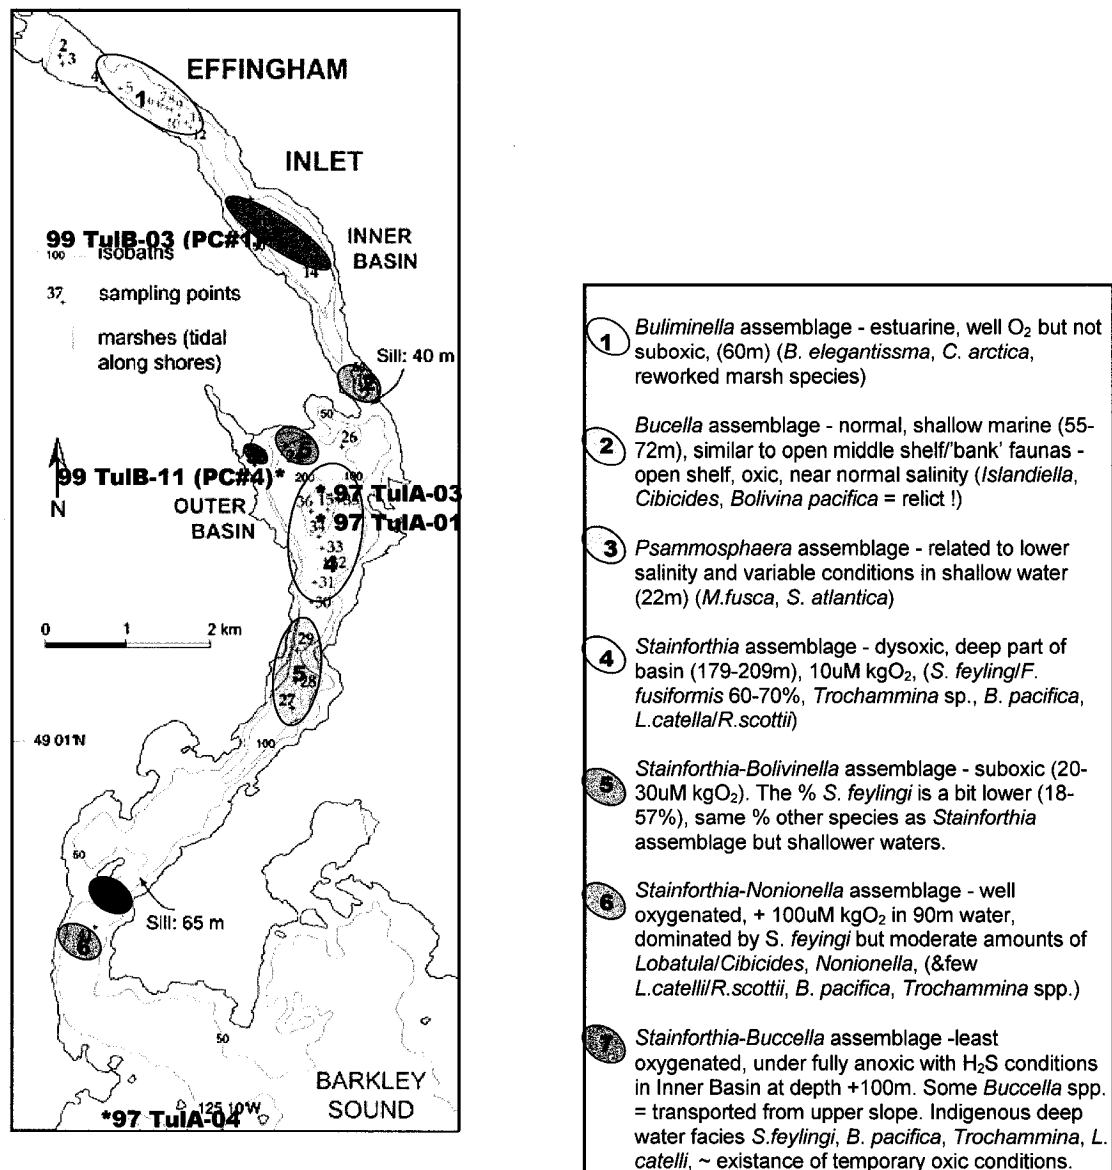 EFFINGHAM
INLET
2
3
4
5
1
12
99 TulB-03 (PC#1)
INNER
BASIN
100 isobaths
14
37 sampling points
marshes (tidal
along shores)
Sill: 40 m
50
26
99 TulB-11 (PC#4)*
200
100
N
OUTER
BASIN
* 97 TulA-03
36
* 97 TulA-01
33
4
31
30
0 1 2 km
29
5
28
27
49 01'N
100
50
Sill: 65 m
6
50
BARKLEY
SOUND
125 10'W
*97 TulA-04
1 Buliminella assemblage - estuarine, well O₂ but not
suboxic, (60m) (B. elegantissma, C. arctica,
reworked marsh species)
2 Bucella assemblage - normal, shallow marine (55-
72m), similar to open middle shelf/'bank' faunas -
open shelf, oxic, near normal salinity (Islandiella,
Cibicides, Bolivina pacifica = relict !)
3 Psammosphaera assemblage - related to lower
salinity and variable conditions in shallow water
(22m) (M.fusca, S. atlantica)
4 Stainforthia assemblage - dysoxic, deep part of
basin (179-209m), 10uM kgO₂, (S. feyling/F.
fusiformis 60-70%, Trochammina sp., B. pacifica,
L.catella/R.scottii)
5 Stainforthia-Bolivinella assemblage - suboxic (20-
30uM kgO₂). The % S. feylingi is a bit lower (18-
57%), same % other species as Stainforthia
assemblage but shallower waters.
6 Stainforthia-Nonionella assemblage - well
oxygenated, + 100uM kgO₂ in 90m water,
dominated by S. feyingi but moderate amounts of
Lobatula/Cibicides, Nonionella, (&few
L.catelli/R.scottii, B. pacifica, Trochammina spp.)
7 Stainforthia-Buccella assemblage -least
oxygenated, under fully anoxic with H₂S conditions
in Inner Basin at depth +100m. Some Buccella spp.
= transported from upper slope. Indigenous deep
water facies S.feylingi, B. pacifica, Trochammina, L.
catelli, ~ existance of temporary oxic conditions.